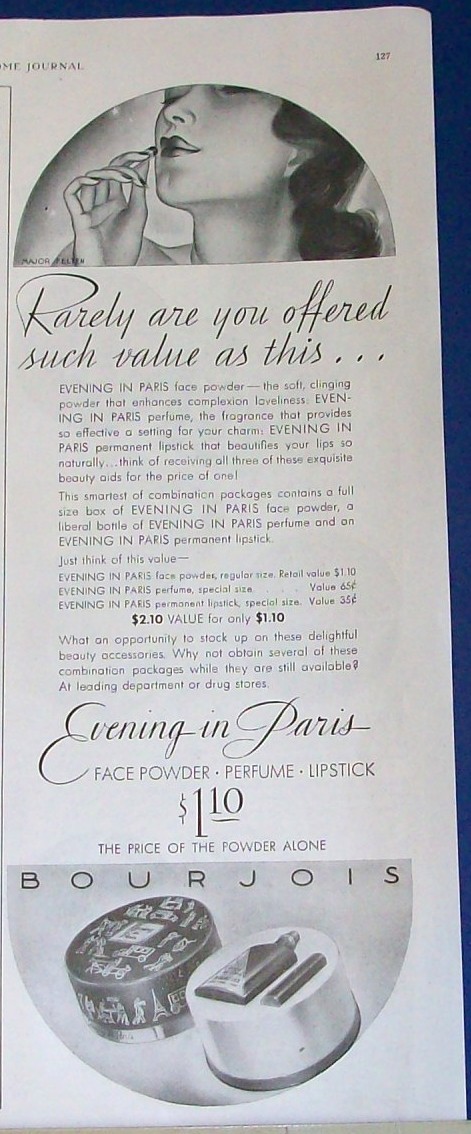 OME JOURNAL
127
MAJOR FELTEN
Rarely are you offered
such value as this...
EVENING IN PARIS face powder—the soft, clinging
powder that enhances complexion loveliness: EVEN-
ING IN PARIS perfume, the fragrance that provides
so effective a setting for your charm: EVENING IN
PARIS permanent lipstick that beautifies your lips so
naturally...think of receiving all three of these exquisite
beauty aids for the price of one!
This smartest of combination packages contains a full
size box of EVENING IN PARIS face powder, a
liberal bottle of EVENING IN PARIS perfume and an
EVENING IN PARIS permanent lipstick.
Just think of this value—
EVENING IN PARIS face powder, regular size. Retail value $1.10
EVENING IN PARIS perfume, special size. . . . . Value 65¢
EVENING IN PARIS permanent lipstick, special size. Value 35¢
$2.10 VALUE for only $1.10
What an opportunity to stock up on these delightful
beauty accessories. Why not obtain several of these
combination packages while they are still available?
At leading department or drug stores.
Evening in Paris
FACE POWDER · PERFUME · LIPSTICK
$1.10
THE PRICE OF THE POWDER ALONE
BOURJOIS